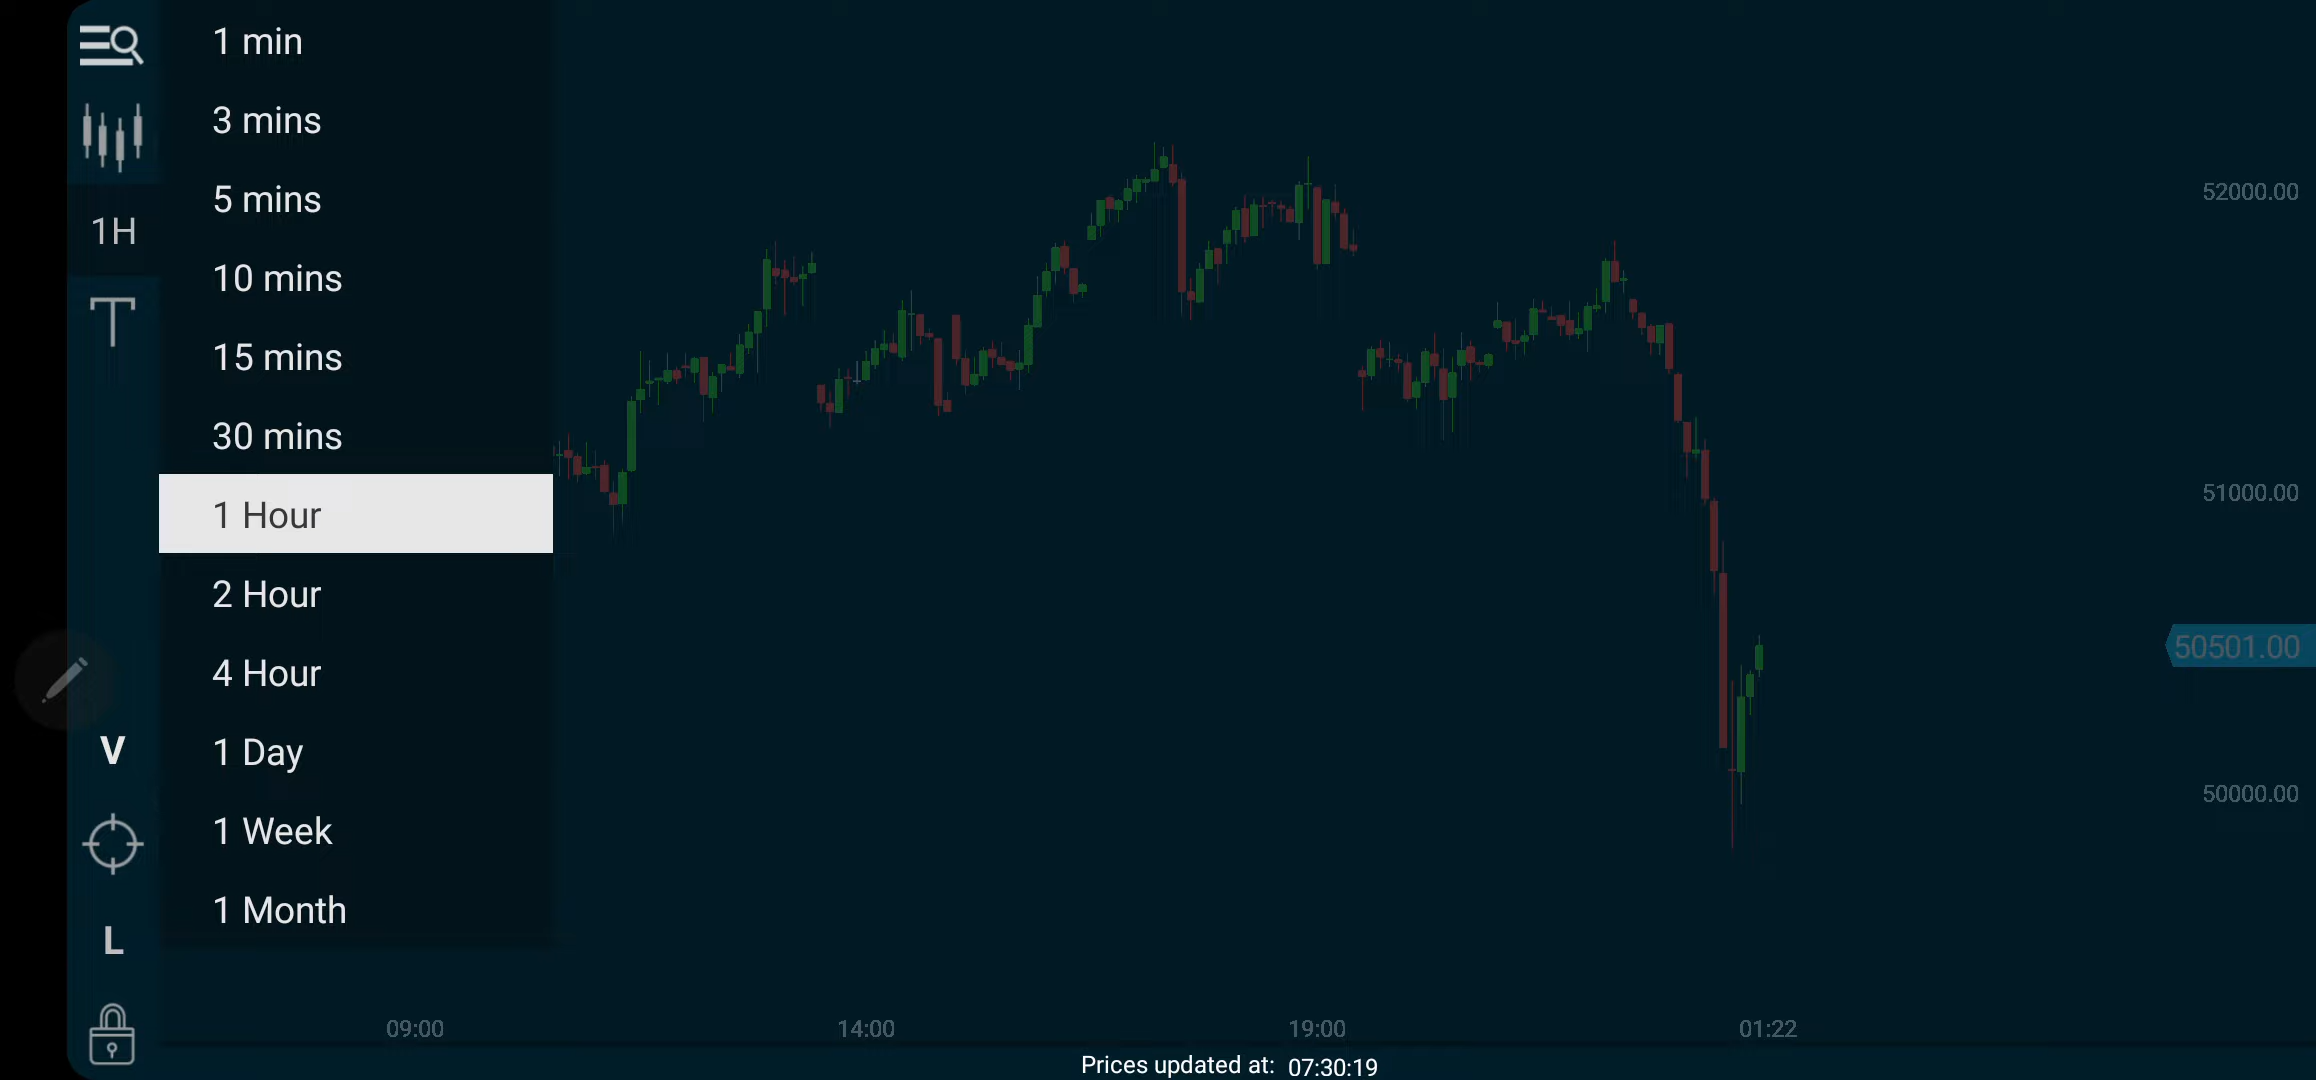 1 min
3 mins
5 mins
1H
10 mins
15 mins
30 mins
1 Hour
2 Hour
4 Hour
1 Day
V
1 Week
1 Month
L
52000.00
51000.00
50501.00
50000.00
09:00
14:00
19:00
01:22
Prices updated at: 07:30:19